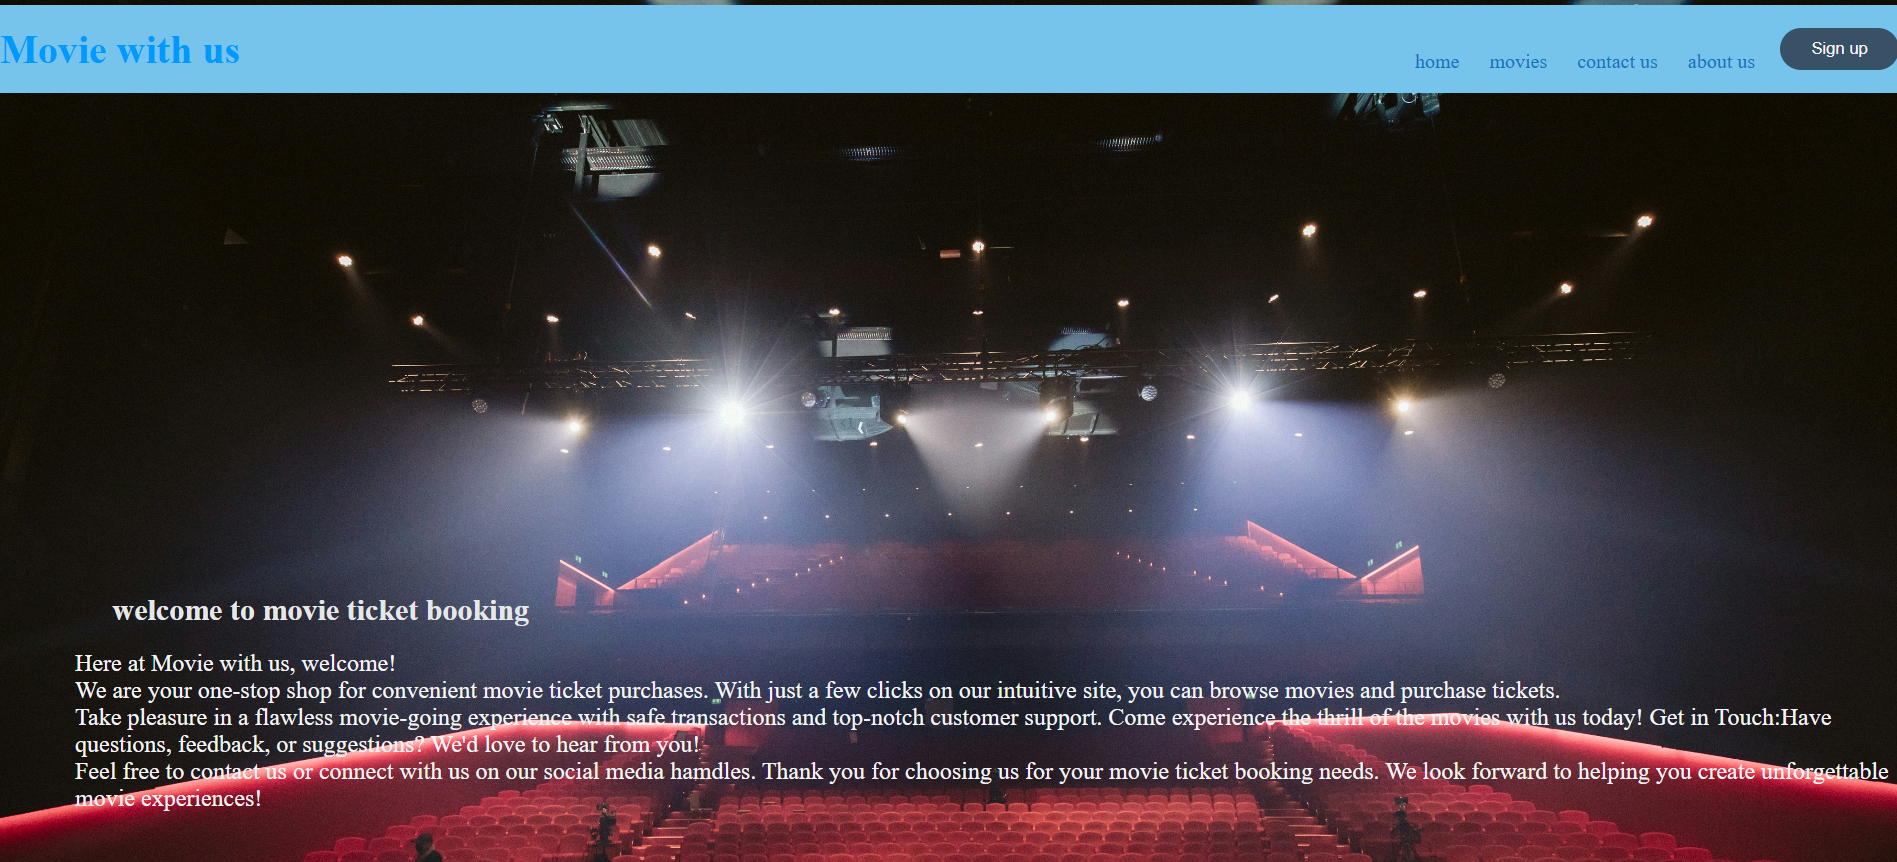 Movie with us
home movies contact us about us Sign up
welcome to movie ticket booking
Here at Movie with us, welcome!
We are your one-stop shop for convenient movie ticket purchases. With just a few clicks on our intuitive site, you can browse movies and purchase tickets.
Take pleasure in a flawless movie-going experience with safe transactions and top-notch customer support. Come experience the thrill of the movies with us today! Get in Touch:Have
questions, feedback, or suggestions? We'd love to hear from you!
Feel free to contact us or connect with us on our social media hamdles. Thank you for choosing us for your movie ticket booking needs. We look forward to helping you create unforgettable
movie experiences!